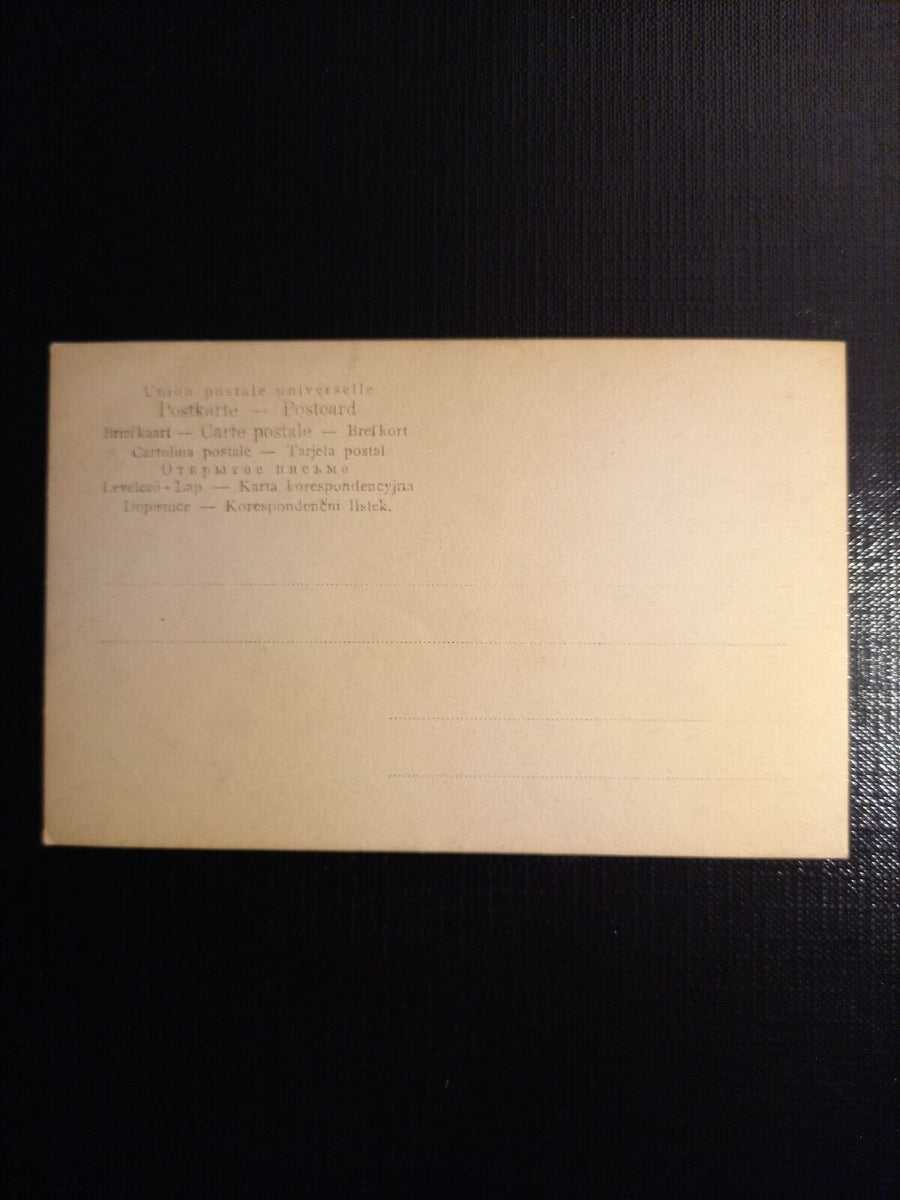 Union postale universelle
Postkarte — Postcard
Briefkaart — Carte postale — Brefkort
Cartolina postale — Tarjeta postal
Открытое письмо
Levelező - Lap — Karta korespondencyjna
Dopisnice — Korespondenční lístek.